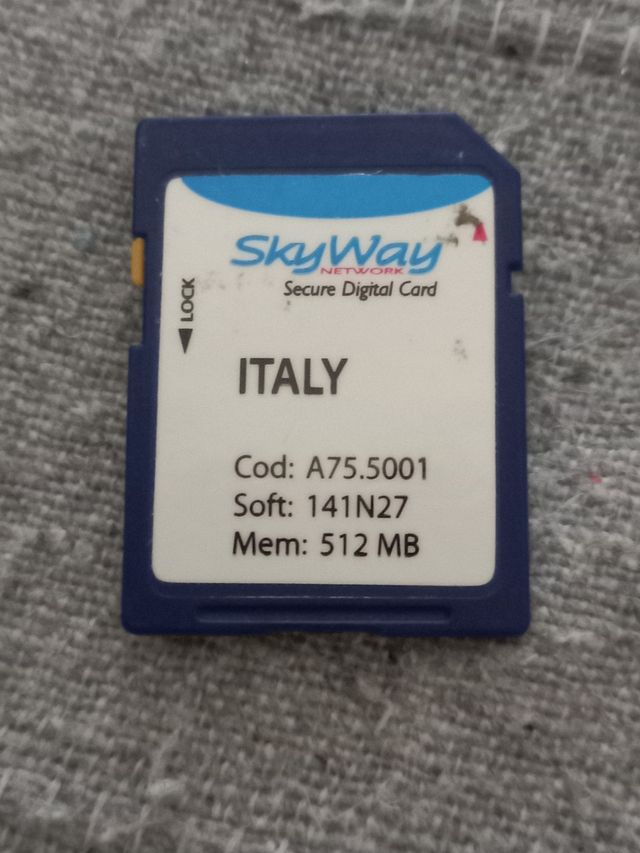 SkyWay
NETWORK
Secure Digital Card
LOCK
ITALY
Cod: A75.5001
Soft: 141N27
Mem: 512 MB